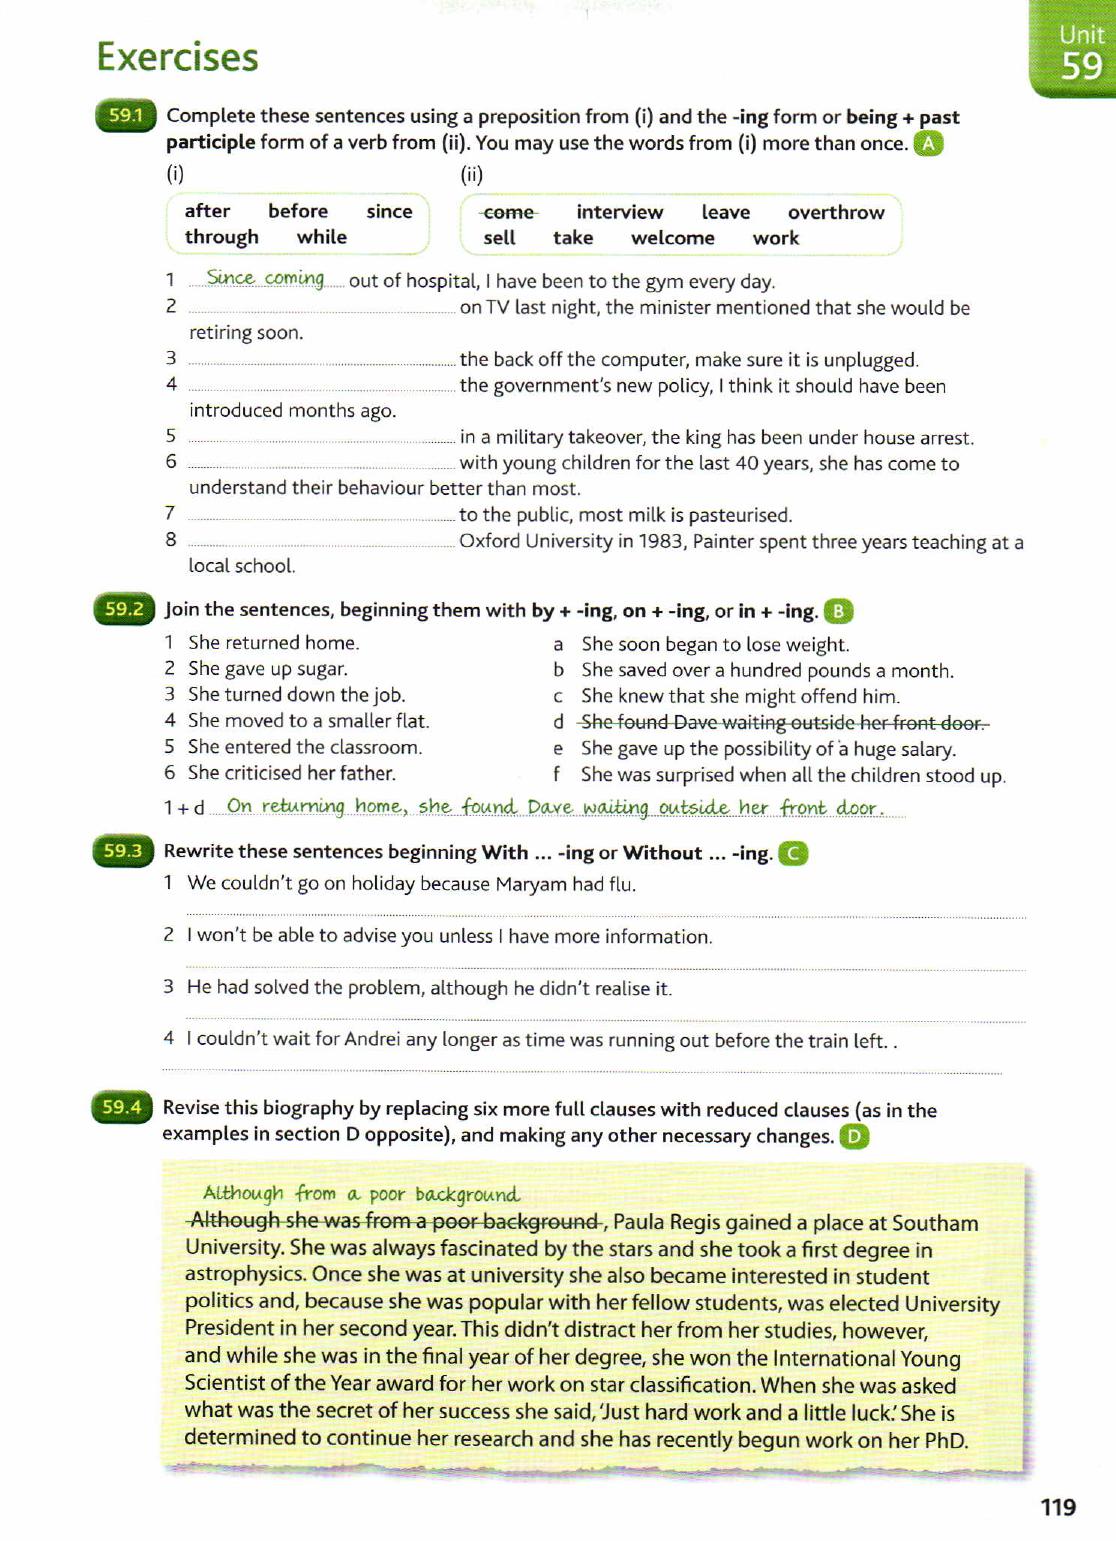 Unit
59
Exercises
59.1 Complete these sentences using a preposition from (i) and the -ing form or being + past
participle form of a verb from (ii). You may use the words from (i) more than once. A
(i) (ii)
after before since come interview leave overthrow
through while sell take welcome work
1 Since coming out of hospital, I have been to the gym every day.
2 on TV last night, the minister mentioned that she would be
retiring soon.
3 the back off the computer, make sure it is unplugged.
4 the government's new policy, I think it should have been
introduced months ago.
5 in a military takeover, the king has been under house arrest.
6 with young children for the last 40 years, she has come to
understand their behaviour better than most.
7 to the public, most milk is pasteurised.
8 Oxford University in 1983, Painter spent three years teaching at a
local school.
59.2 Join the sentences, beginning them with by + -ing, on + -ing, or in + -ing. B
1 She returned home. a She soon began to lose weight.
2 She gave up sugar. b She saved over a hundred pounds a month.
3 She turned down the job. c She knew that she might offend him.
4 She moved to a smaller flat. d She found Dave waiting outside her front door.
5 She entered the classroom. e She gave up the possibility of a huge salary.
6 She criticised her father. f She was surprised when all the children stood up.
1 + d On returning home, she found Dave waiting outside her front door.
59.3 Rewrite these sentences beginning With ... -ing or Without ... -ing. C
1 We couldn't go on holiday because Maryam had flu.
2 I won't be able to advise you unless I have more information.
3 He had solved the problem, although he didn't realise it.
4 I couldn't wait for Andrei any longer as time was running out before the train left. .
59.4 Revise this biography by replacing six more full clauses with reduced clauses (as in the
examples in section D opposite), and making any other necessary changes. D
Although from a poor background
Although she was from a poor background, Paula Regis gained a place at Southam
University. She was always fascinated by the stars and she took a first degree in
astrophysics. Once she was at university she also became interested in student
politics and, because she was popular with her fellow students, was elected University
President in her second year. This didn't distract her from her studies, however,
and while she was in the final year of her degree, she won the International Young
Scientist of the Year award for her work on star classification. When she was asked
what was the secret of her success she said, 'Just hard work and a little luck.' She is
determined to continue her research and she has recently begun work on her PhD.
119